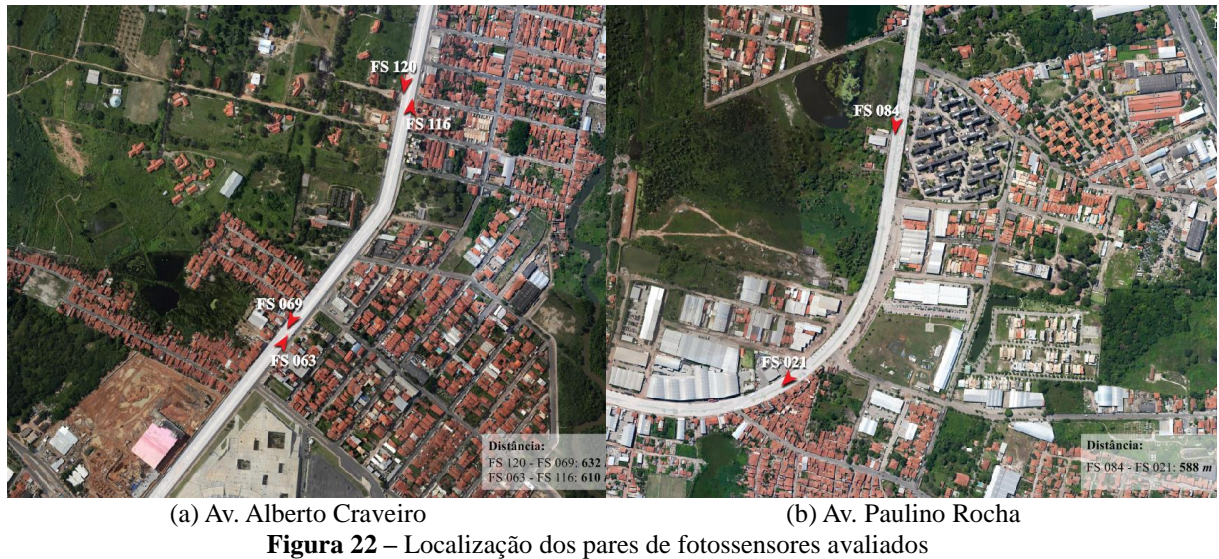 FS 120
FS 116
FS 069
FS 063
Distância:
FS 120 - FS 069: 632
FS 063 - FS 116: 610
FS 084
FS 021
Distância:
FS 084 - FS 021: 588 m
(a) Av. Alberto Craveiro
(b) Av. Paulino Rocha
Figura 22 – Localização dos pares de fotossensores avaliados